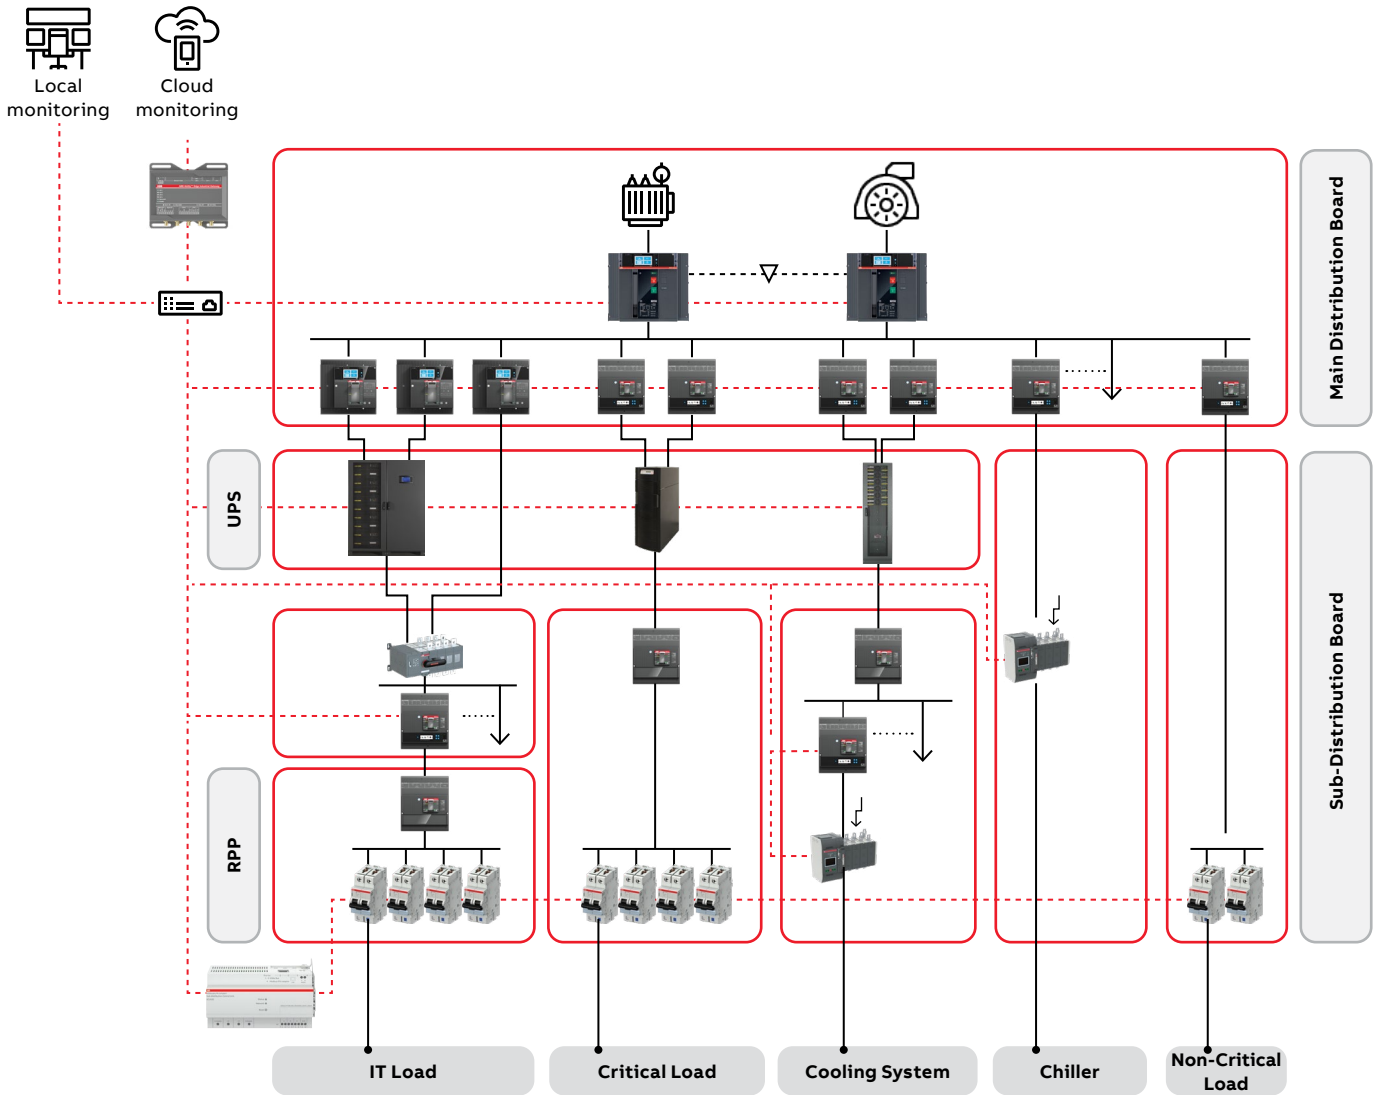 Local
monitoring
Cloud
monitoring
Main Distribution Board
UPS
Sub-Distribution Board
RPP
IT Load
Critical Load
Cooling System
Chiller
Non-Critical
Load